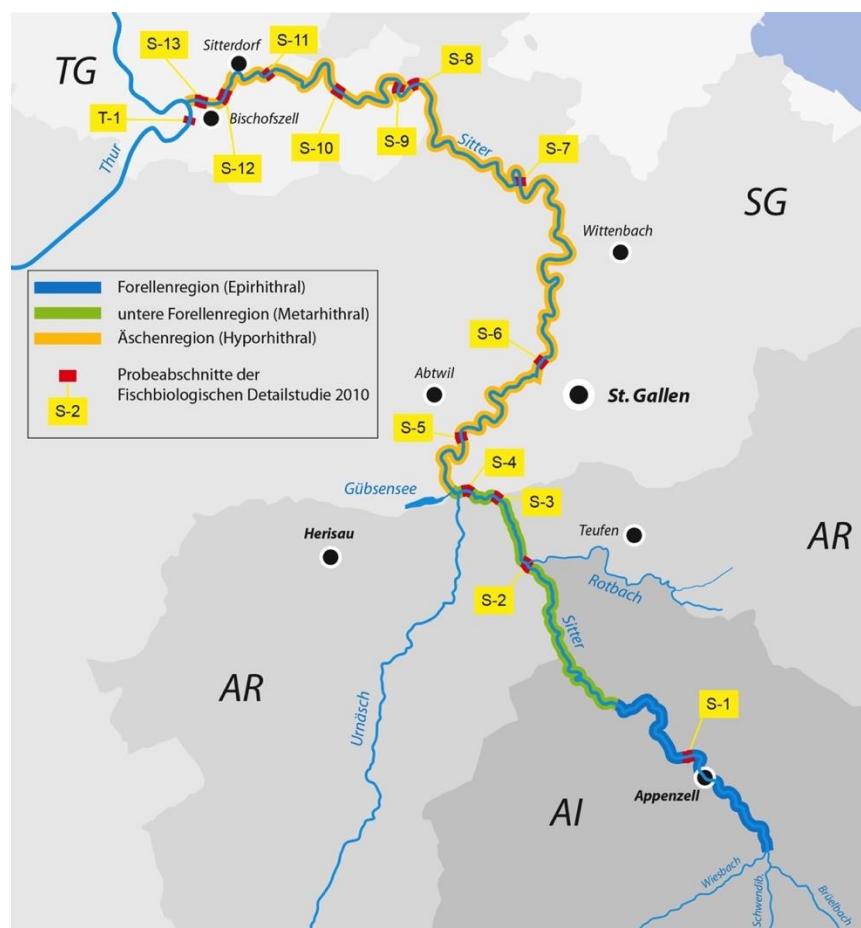 TG
S-13
Sitterdorf
S-11
S-8
T-1
Bischofszell
S-12
S-10
S-9
Sitter
S-7
Thur
SG
Wittenbach
Forellenregion (Epirhithral)
untere Forellenregion (Metarhithral)
Äschenregion (Hyporhithral)
Probeabschnitte der
Fischbiologischen Detailstudie 2010
S-2
S-6
Abtwil
St. Gallen
S-5
S-4
Gübsensee
S-3
Herisau
Teufen
AR
S-2
Rotbach
Sitter
AR
Urnäsch
S-1
Appenzell
AI
Wiesbach
Schwendib.
Brüelbach